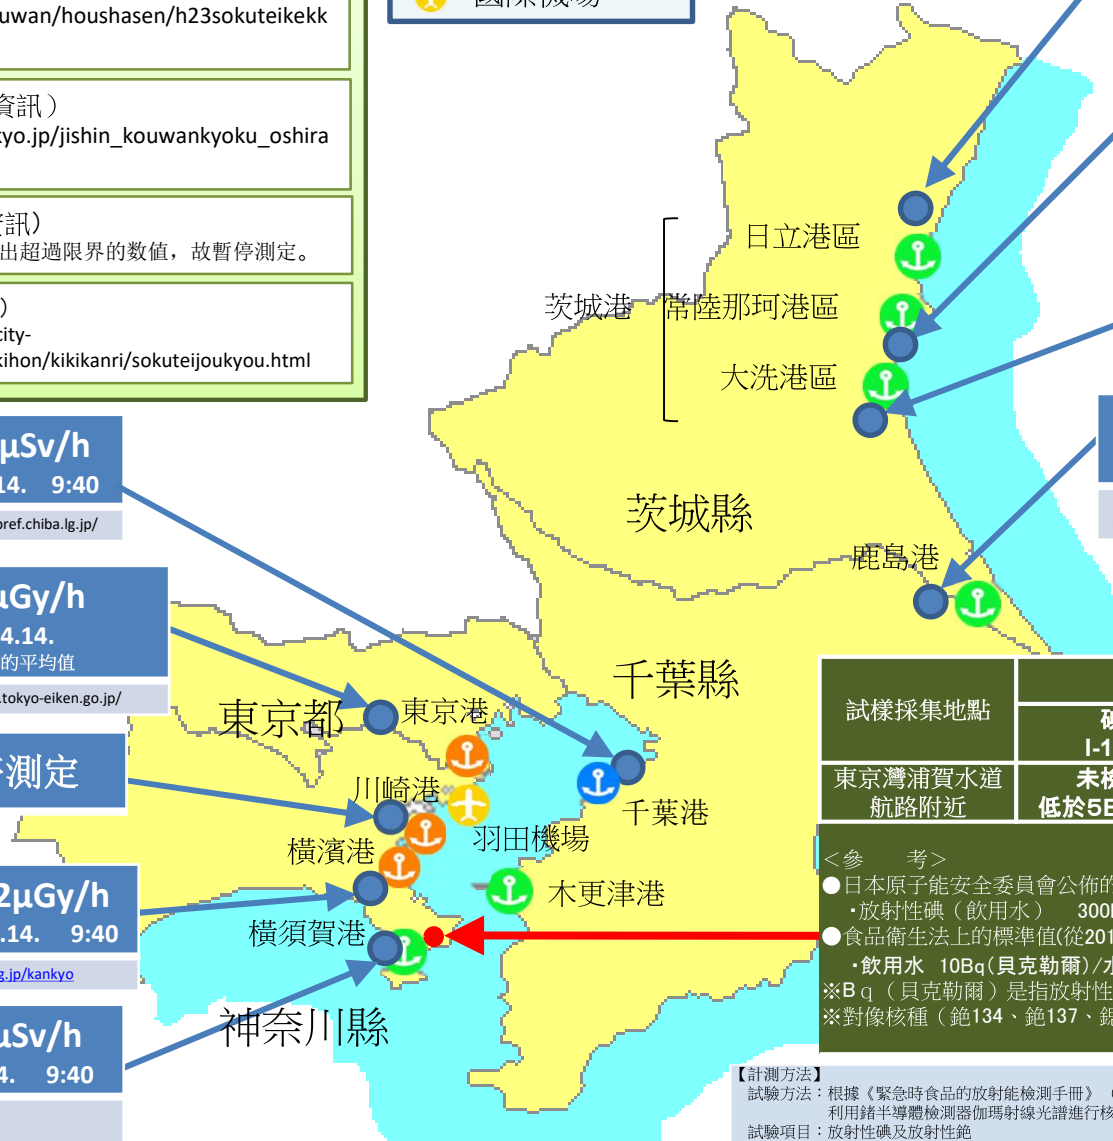 uwan/houshasen/h23sokuteikekk
國際機場
資訊）
kyo.jp/jishin_kouwankyoku_oshira
資訊)
出超過限界的数值，故暫停測定。
)
city-
kihon/kikikanri/sokuteijoukyou.html
日立港區
茨城港
常陸那珂港區
大洗港區
μSv/h
14. 9:40
pref.chiba.lg.jp/
茨城縣
鹿島港
μGy/h
4.14.
的平均值
.tokyo-eiken.go.jp/
千葉縣
東京都
東京港
測定
川崎港
羽田機場
千葉港
橫濱港
木更津港
2μGy/h
.14. 9:40
g.jp/kankyo
橫須賀港
μSv/h
4. 9:40
神奈川縣
試樣採集地點
I-1
東京灣浦賀水道
航路附近
未檢
低於5B
＜參　考＞
●日本原子能安全委員會公佈的
・放射性碘（飲用水） 300
●食品衛生法上的標準值(從201
・飲用水 10Bq(貝克勒爾)/水
※Bq（貝克勒爾）是指放射性
※對像核種（銫134、銫137、鍶
【計測方法】
試驗方法：根據《緊急時食品的放射能檢測手冊》（
利用鍺半導體檢測器伽瑪射線光譜進行核
試驗項目：放射性碘及放射性銫